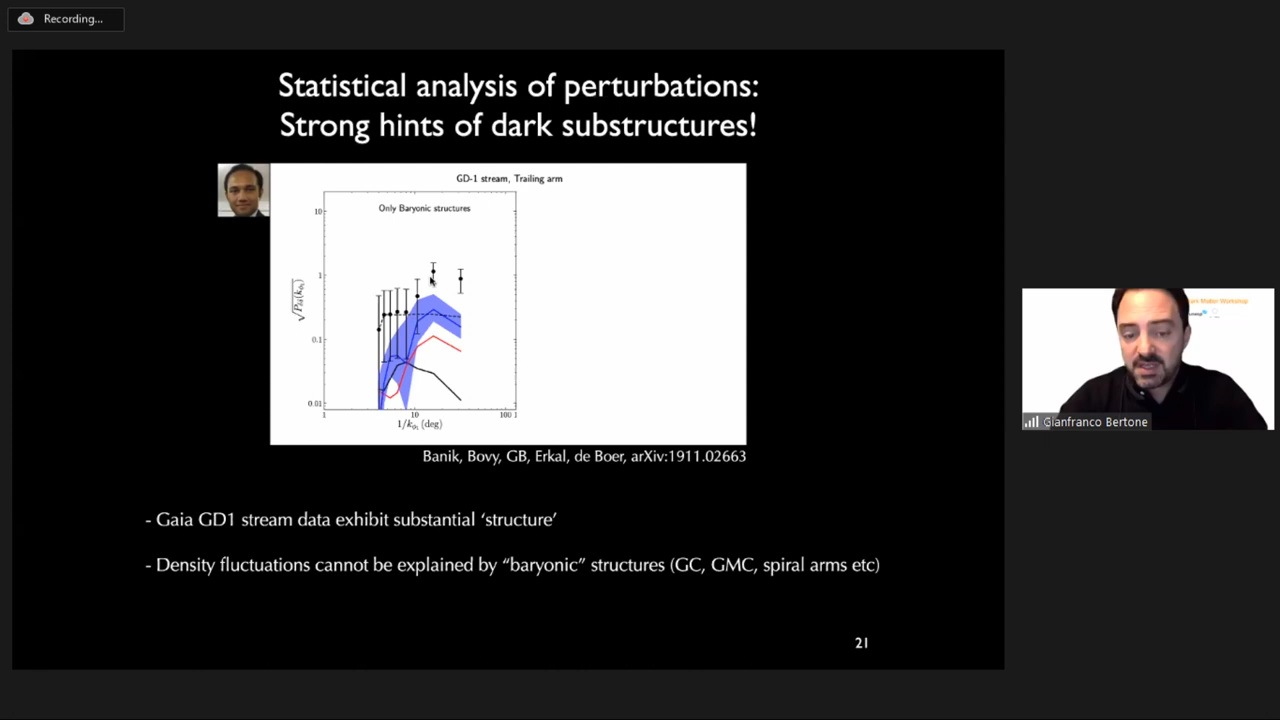 Recording...
Statistical analysis of perturbations:
Strong hints of dark substructures!
GD-1 stream, Trailing arm
Only Baryonic structures
10
1
0.1
0.01
1
10
100
1/kφ₁ (deg)
Banik, Bovy, GB, Erkal, de Boer, arXiv:1911.02663
- Gaia GD1 stream data exhibit substantial ‘structure’
- Density fluctuations cannot be explained by “baryonic” structures (GC, GMC, spiral arms etc)
21
Matter Workshop
Gianfranco Bertone